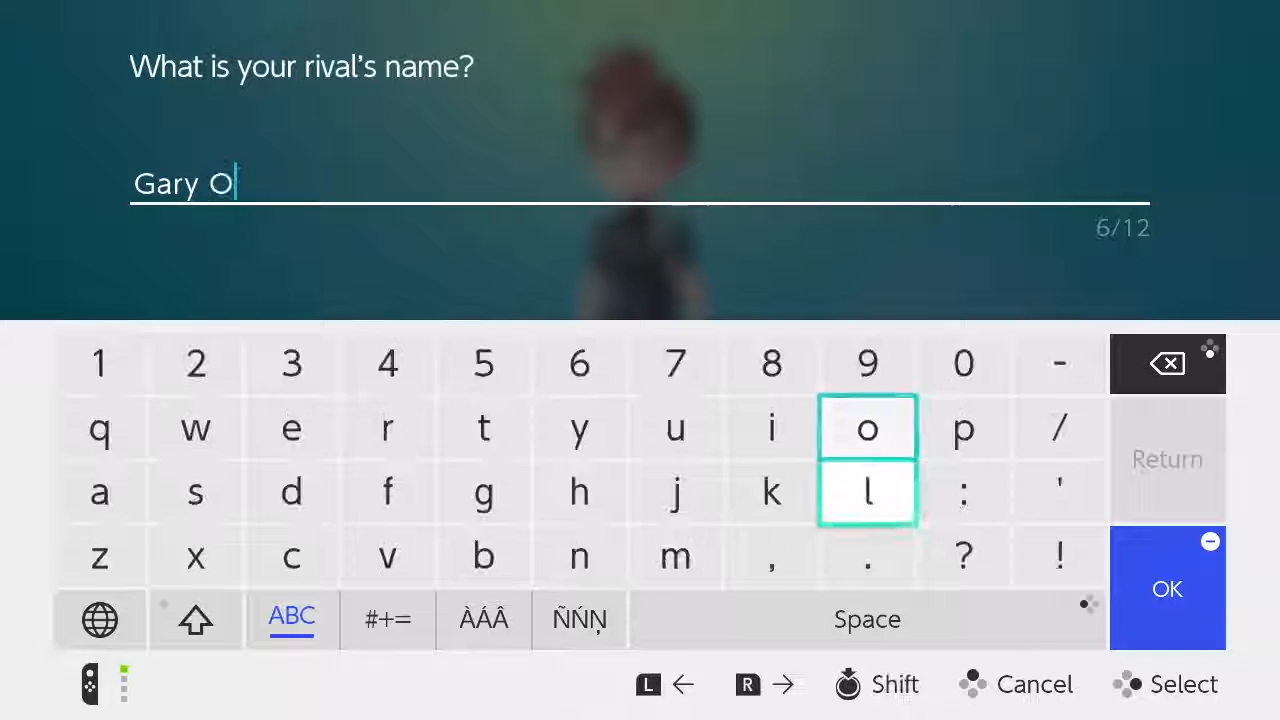 What is your rival's name?
Gary O
6/12
1 2 3 4 5 6 7 8 9 0 -
q w e r t y u i o p /
Return
a s d f g h j k l : '
z x c v b n m , . ? !
OK
ABC #+= ÀÁÂ ÑŃŅ Space
L ← R → Shift Cancel Select